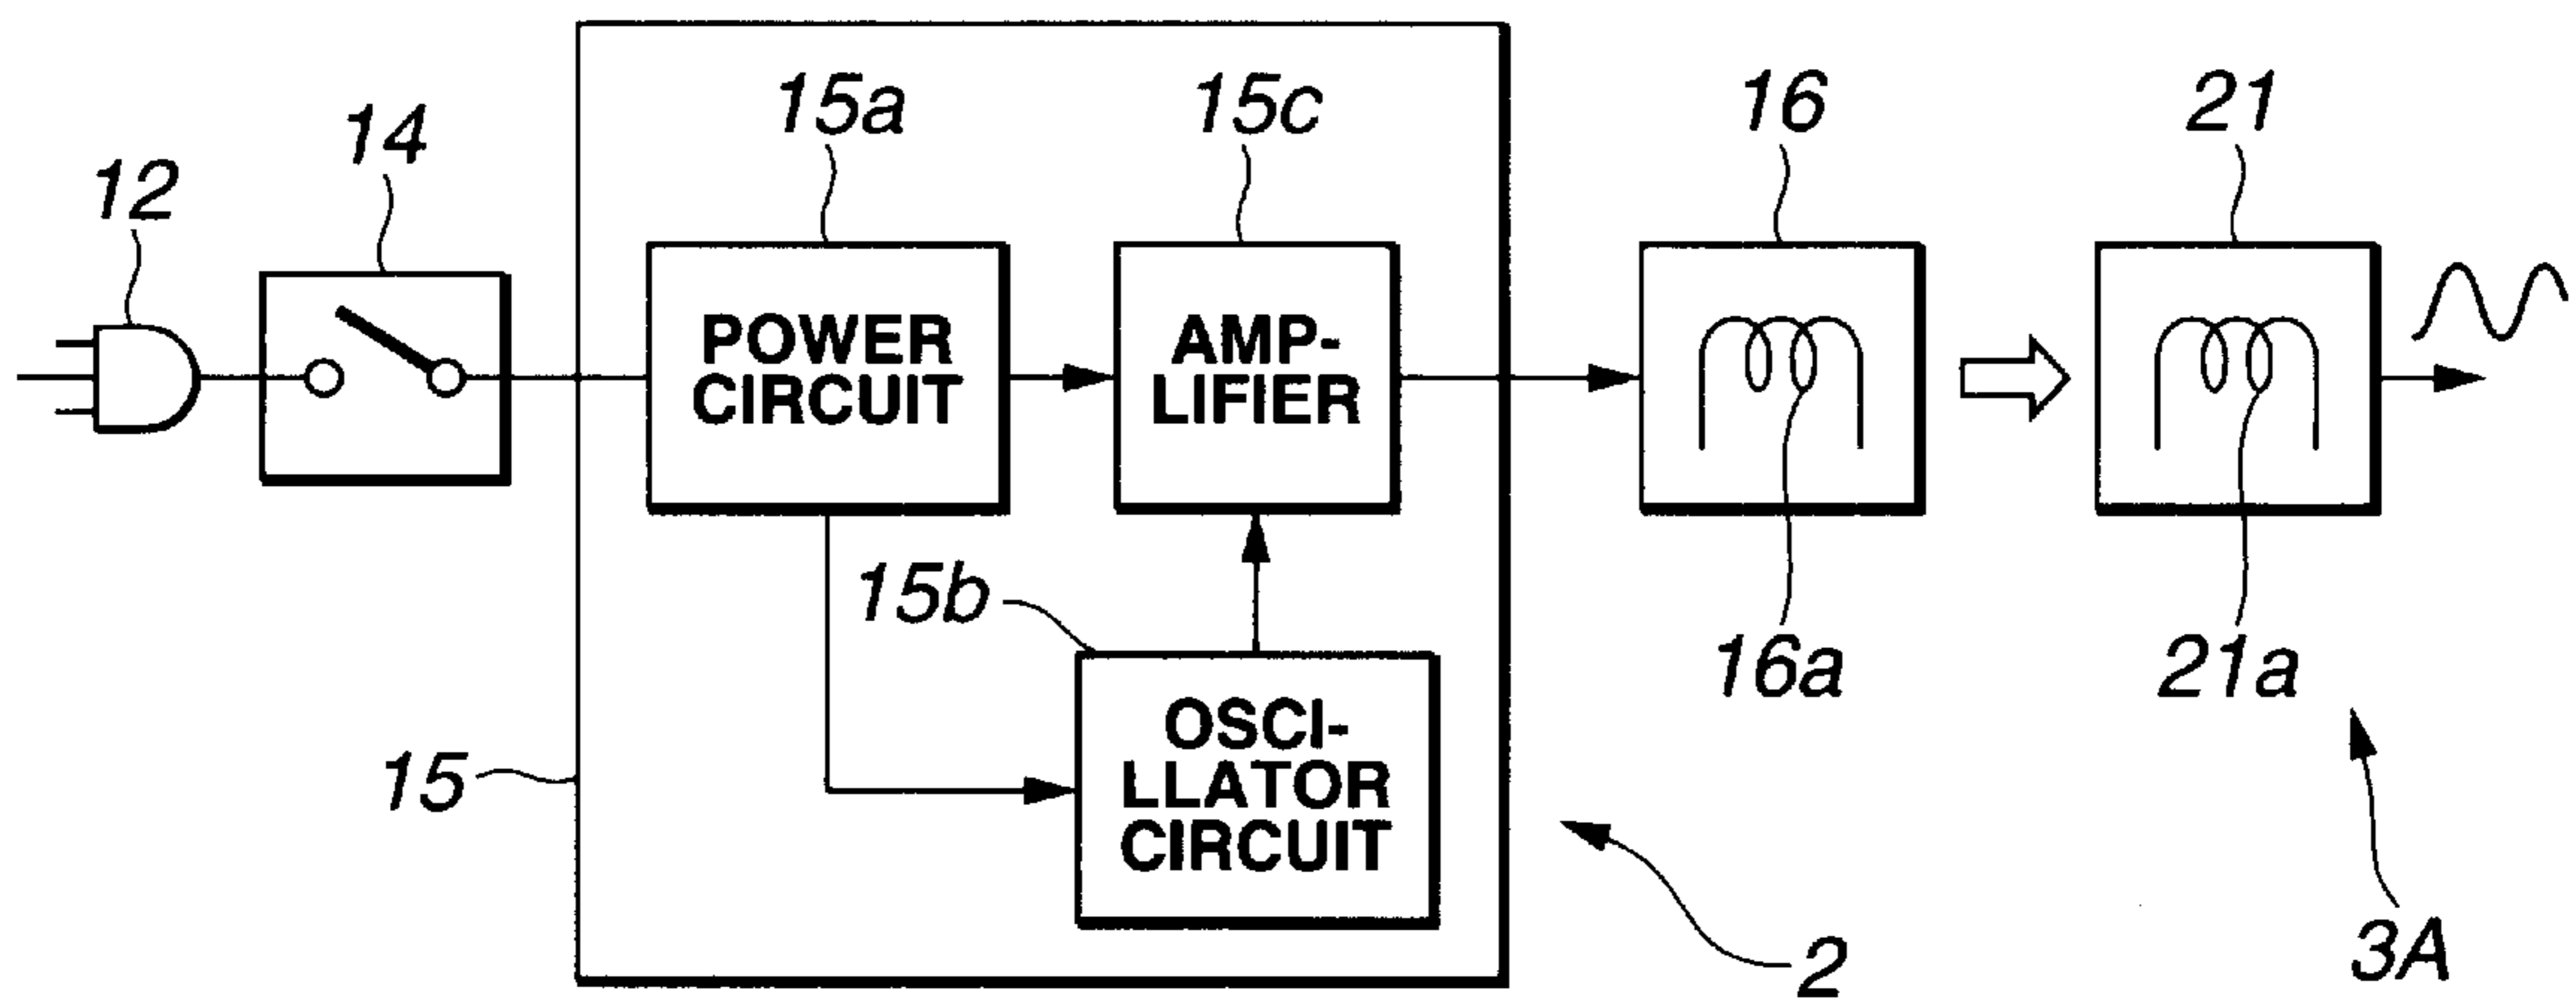 12
14
15a
15c
16
21
POWER
CIRCUIT
AMP-
LIFIER
15b
16a
21a
OSCI-
LLATOR
CIRCUIT
15
2
3A